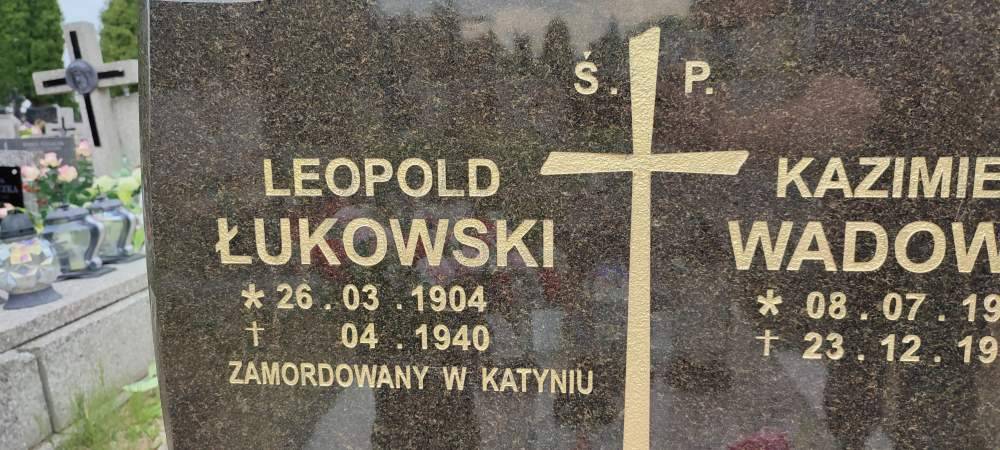 Ś. P.
LEOPOLD
ŁUKOWSKI
* 26.03.1904
† 04.1940
ZAMORDOWANY W KATYNIU
KAZIMIE
WADOW
* 08.07.19
† 23.12.19